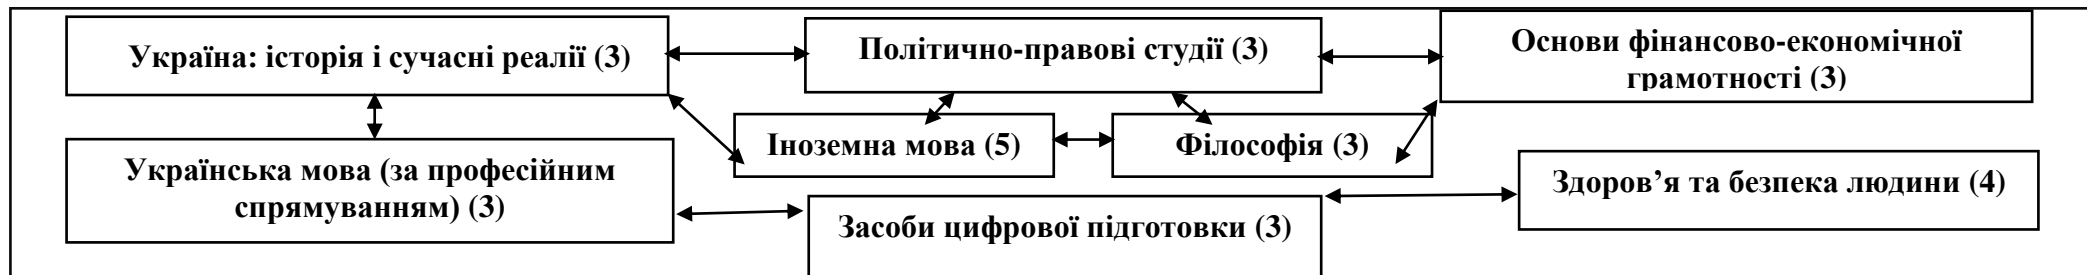 Україна: історія і сучасні реалії (3)
Політично-правові студії (3)
Основи фінансово-економічної
грамотності (3)
Іноземна мова (5)
Філософія (3)
Українська мова (за професійним
спрямуванням) (3)
Засоби цифрової підготовки (3)
Здоров’я та безпека людини (4)